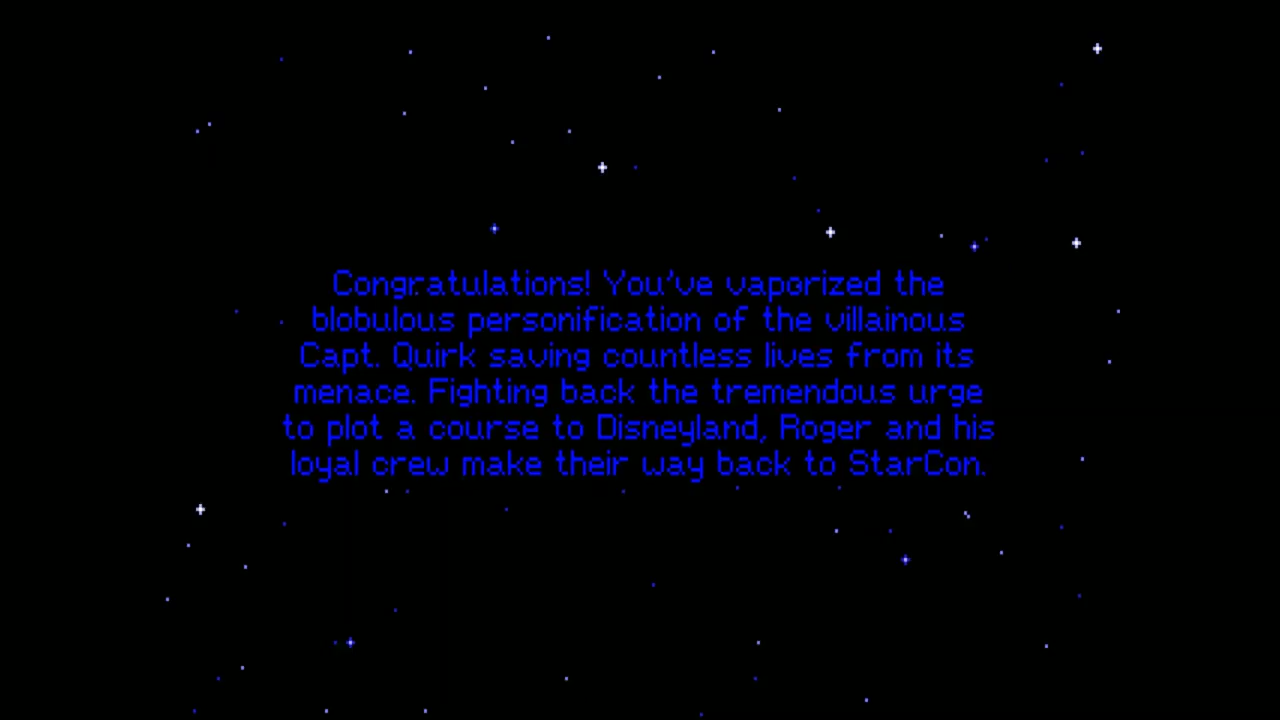 Congratulations! You've vaporized the
blobulous personification of the villainous
Capt. Quirk saving countless lives from its
menace. Fighting back the tremendous urge
to plot a course to Disneyland, Roger and his
loyal crew make their way back to StarCon.